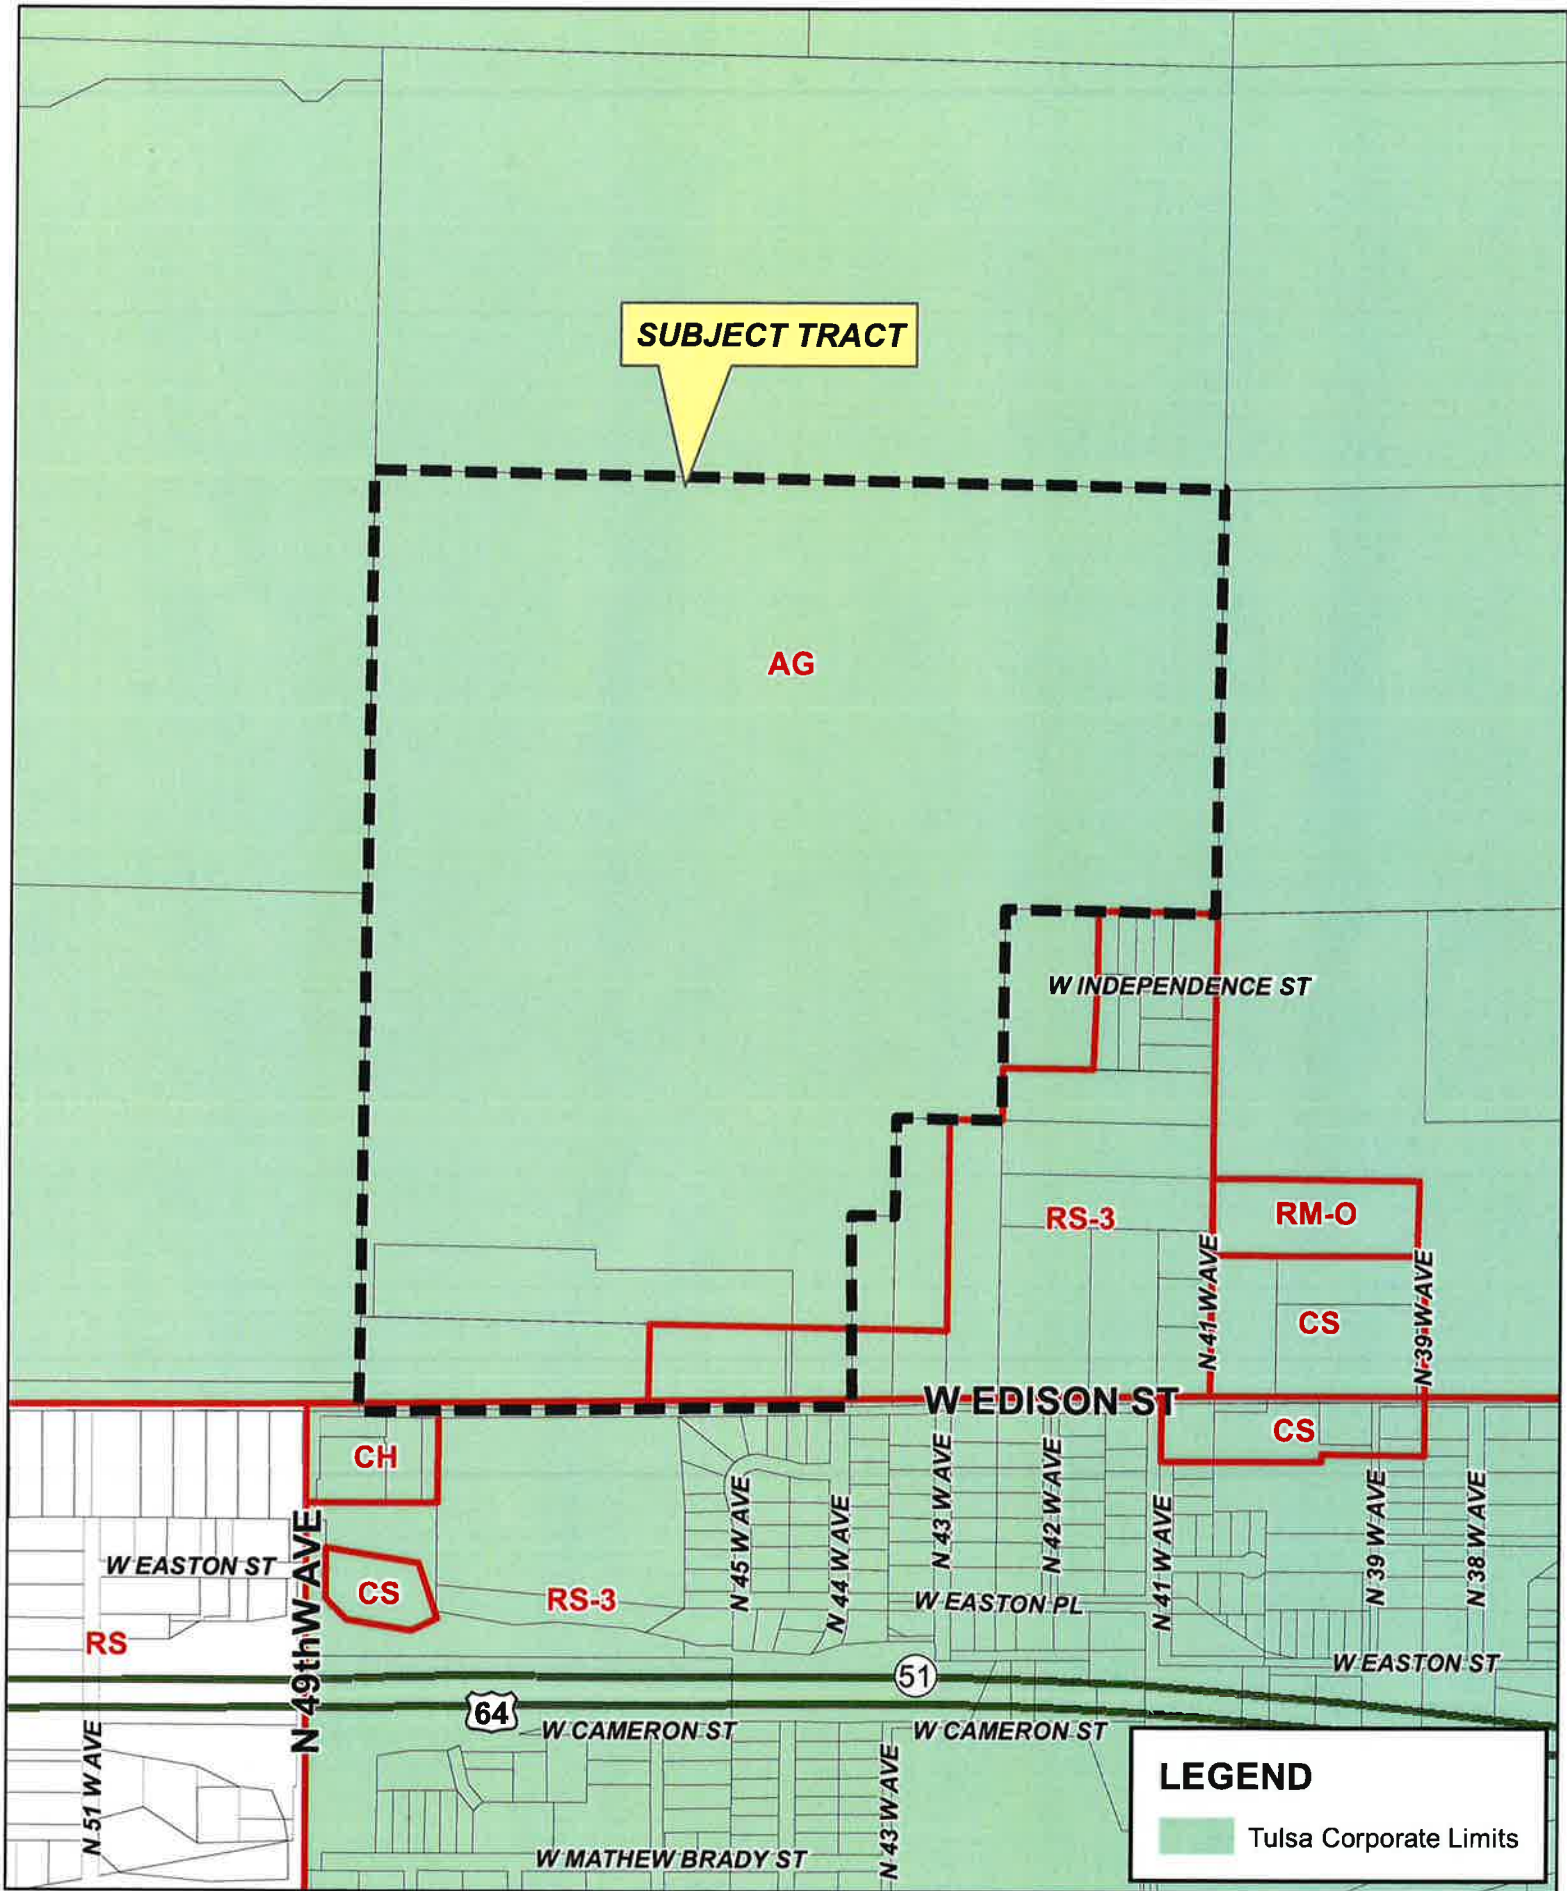 SUBJECT TRACT
AG
W INDEPENDENCE ST
RS-3
RM-O
N 41 W AVE
CS
N 39 W AVE
W EDISON ST
CH
CS
N 49thW AVE
W EASTON ST
CS
RS-3
RS
N 45 W AVE
N 44 W AVE
N 43 W AVE
N 42 W AVE
N 41 W AVE
N 39 W AVE
N 38 W AVE
W EASTON PL
W EASTON ST
51
64
W CAMERON ST
W CAMERON ST
N 51 W AVE
N 43 W AVE
W MATHEW BRADY ST
LEGEND
Tulsa Corporate Limits